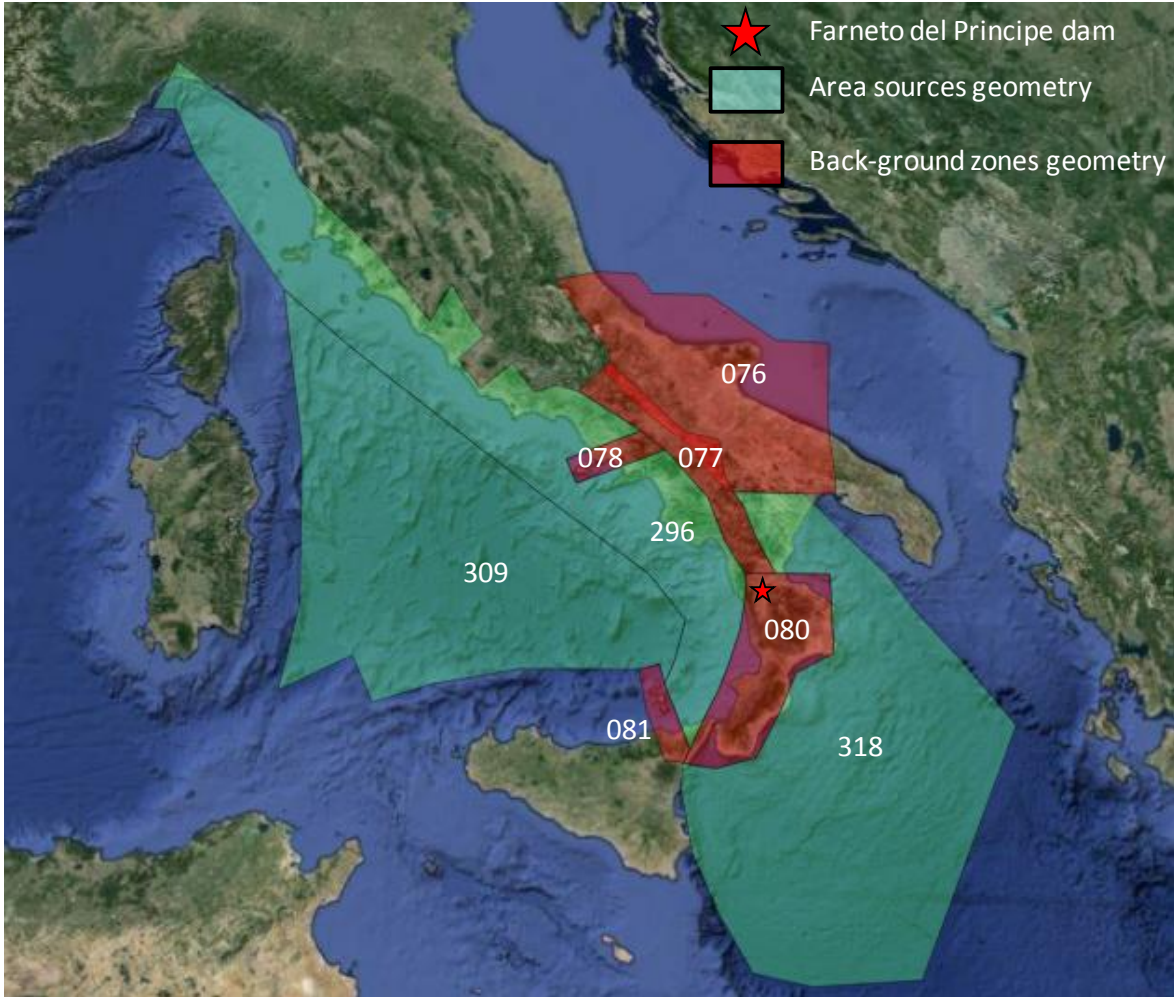 Farneto del Principe dam
Area sources geometry
Back-ground zones geometry
076
078
077
296
309
080
081
318